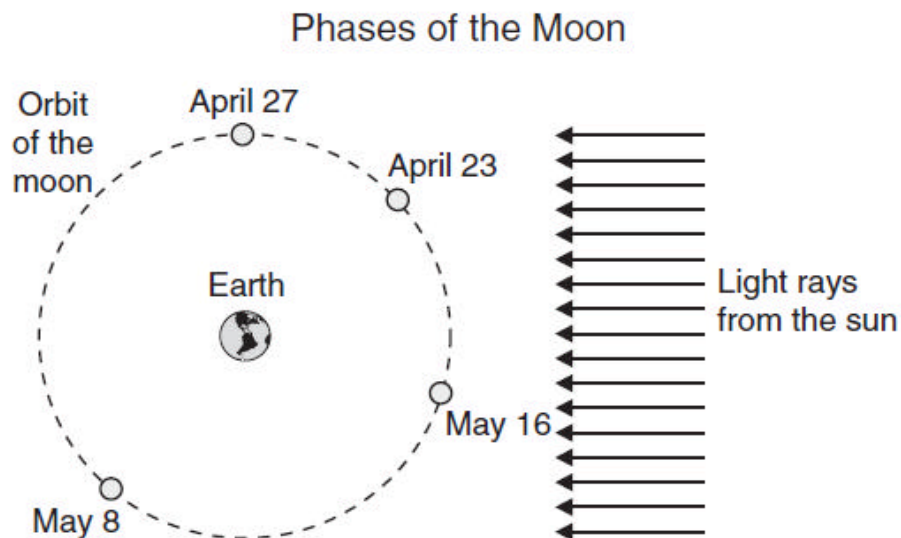 Phases of the Moon
Orbit
of the
moon
April 27
April 23
Earth
Light rays
from the sun
May 16
May 8